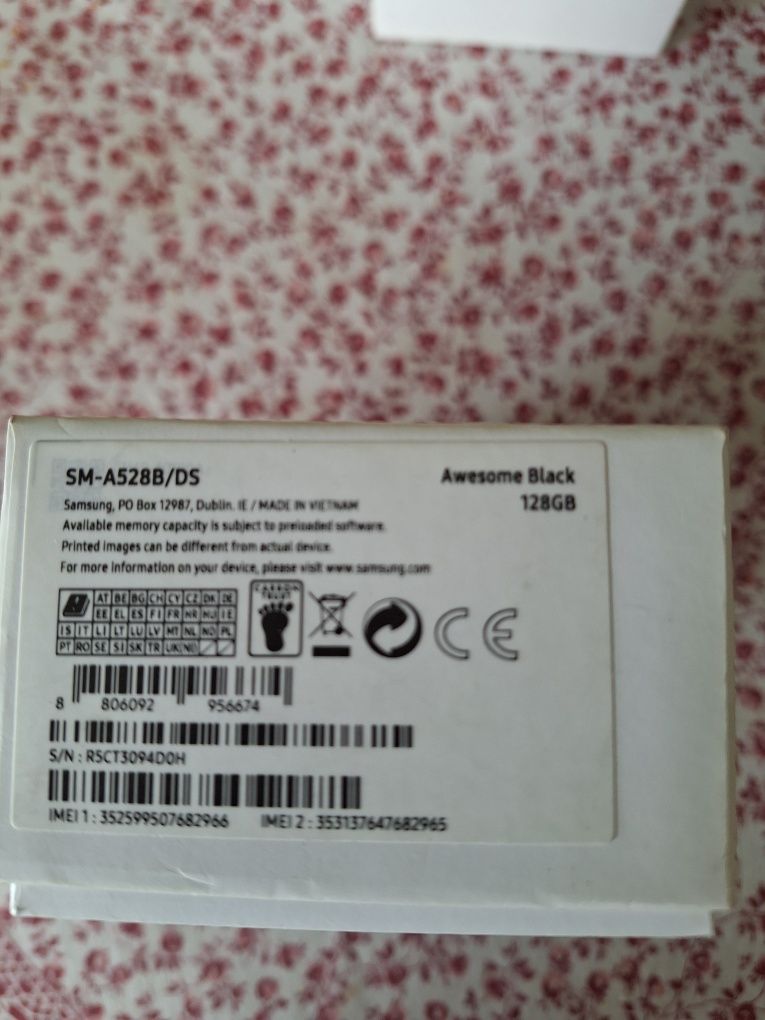 SM-A528B/DS
Awesome Black
128GB
Samsung, PO Box 12987, Dublin. IE / MADE IN VIETNAM
Available memory capacity is subject to preloaded software.
Printed images can be different from actual device.
For more information on your device, please visit www.samsung.com
CARBON
TRUST
AT BE BG CH CY CZ DK DE
EE EL ES FI FR HR HU IE
IS IT LI LT LU LV MT NL NO PL
PT RO SE SI SK TR UK(NI)
CE
8 806092 956674
S/N : R5CT3094D0H
IMEI 1 : 352599507682966 IMEI 2 : 353137647682965